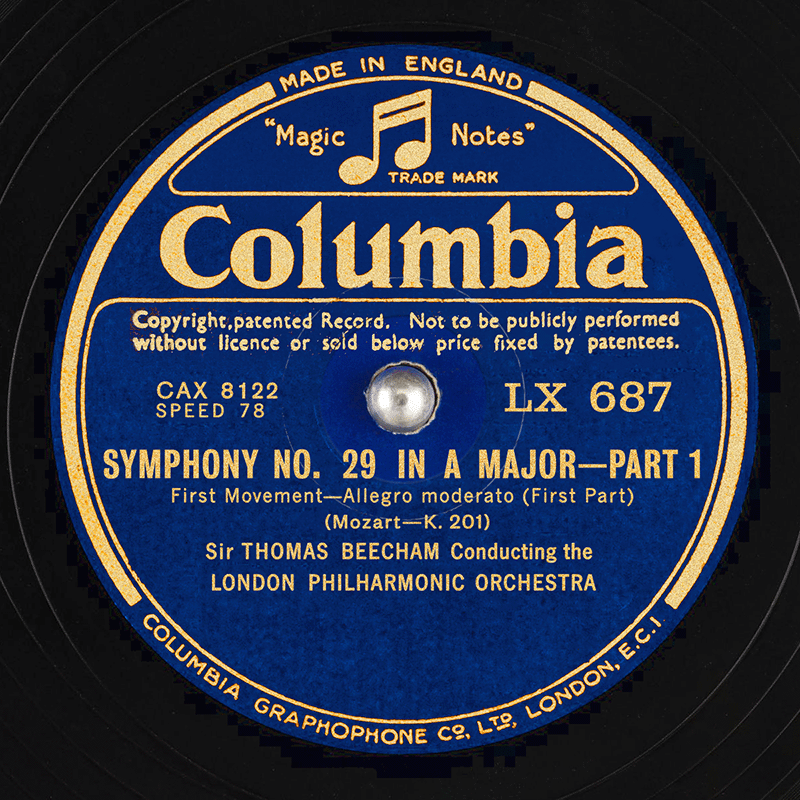 MADE IN ENGLAND
"Magic Notes"
TRADE MARK
Columbia
Copyright, patented Record. Not to be publicly performed
without licence or sold below price fixed by patentees.
CAX 8122 LX 687
SPEED 78
SYMPHONY NO. 29 IN A MAJOR—PART 1
First Movement—Allegro moderato (First Part)
(Mozart—K. 201)
Sir THOMAS BEECHAM Conducting the
LONDON PHILHARMONIC ORCHESTRA
COLUMBIA GRAPHOPHONE Co, LTD, LONDON, E.C.1